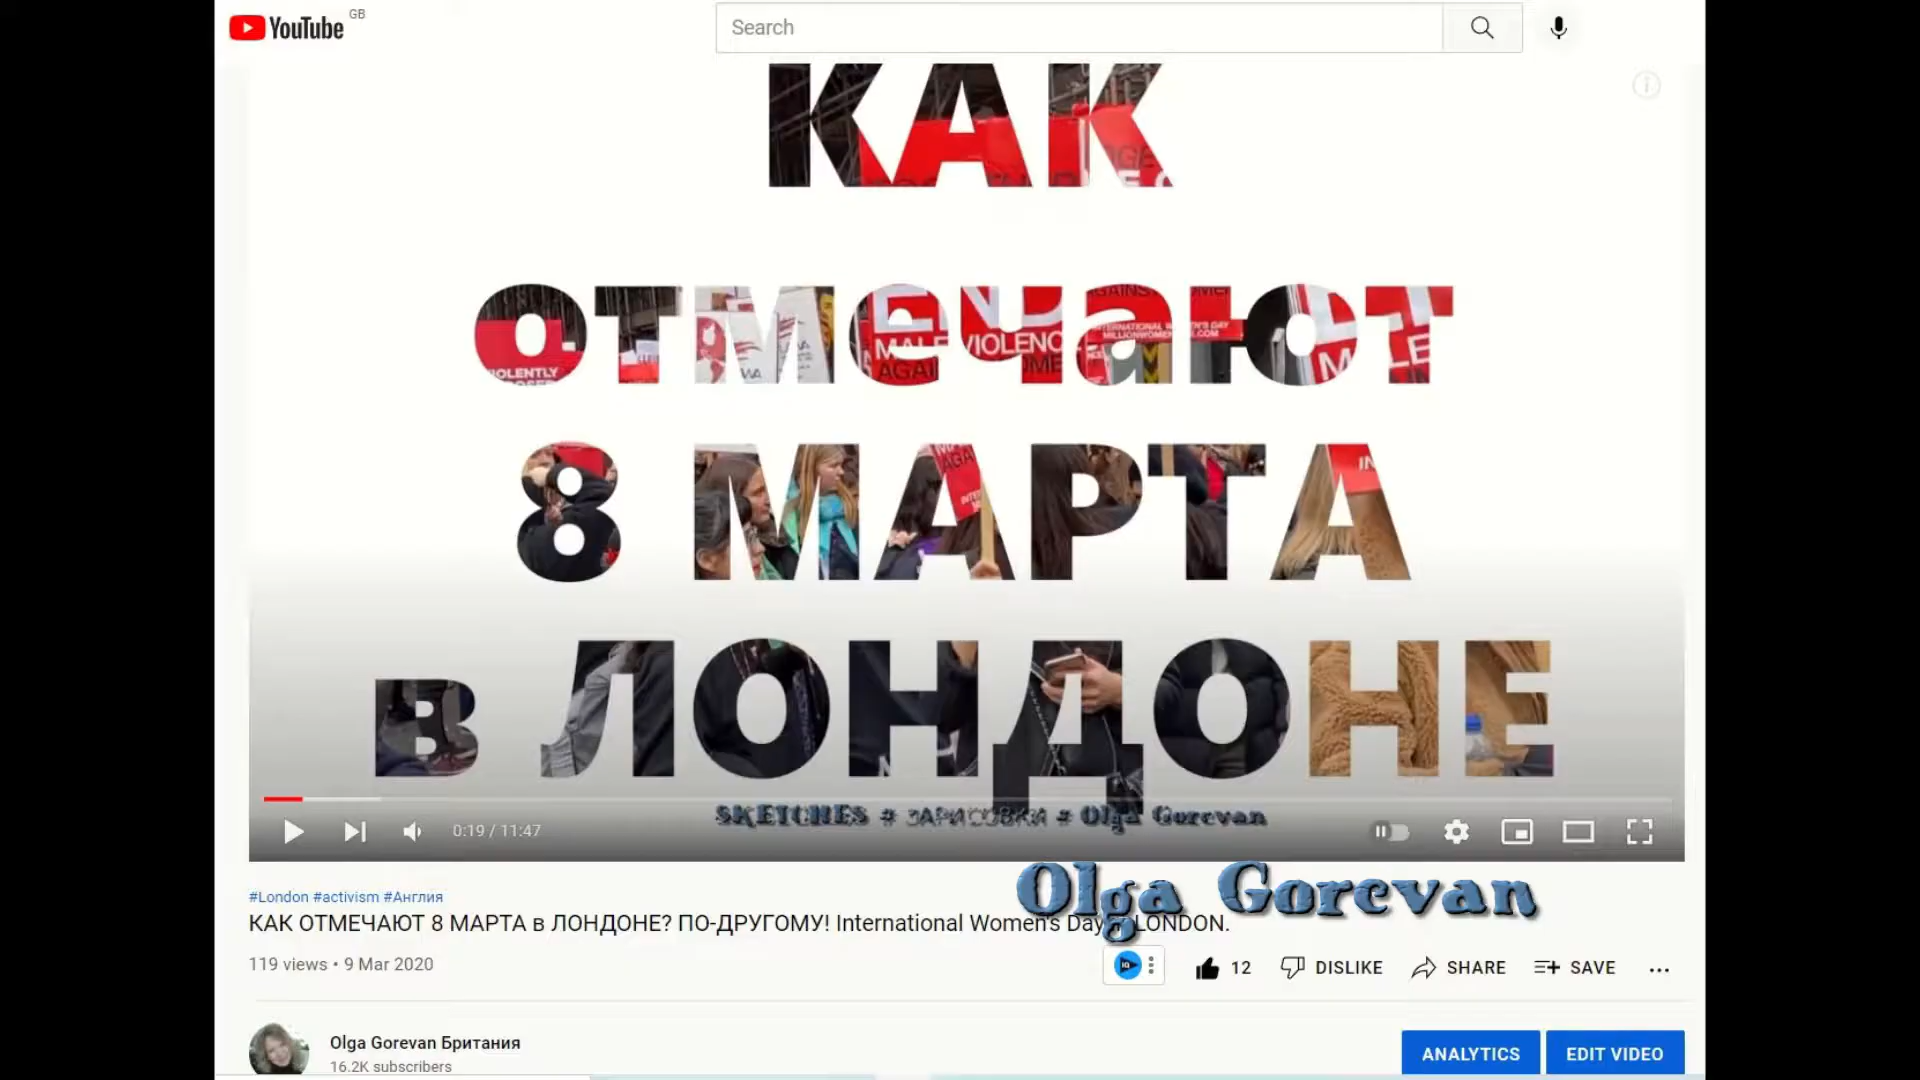 YouTube GB
Search
КАК
отмечают
8 МАРТА
в ЛОНДОНЕ
SKETCHES # ЗАРИСОВКИ # Olga Gorevan
0:19 / 11:47
Olga Gorevan
#London #activism #Англия
КАК ОТМЕЧАЮТ 8 МАРТА в ЛОНДОНЕ? ПО-ДРУГОМУ! International Women's Day LONDON.
119 views • 9 Mar 2020
12 DISLIKE SHARE SAVE
Olga Gorevan Британия
16.2K subscribers
ANALYTICS EDIT VIDEO